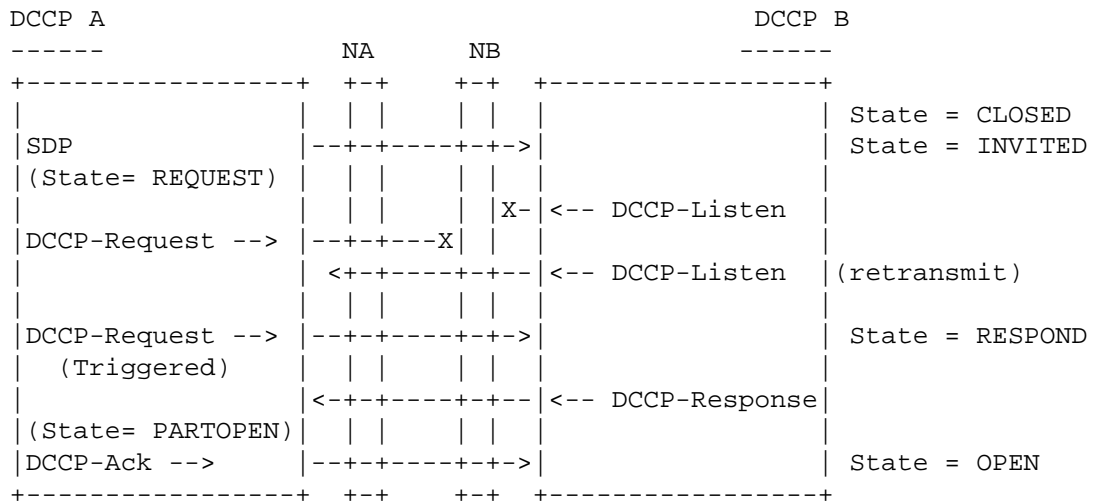 DCCP A                                        DCCP B
------               NA      NB               ------
+-----------------+  +-+    +-+  +-----------------+
|                 |  | |    | |  |                 | State = CLOSED
|SDP              |--+-+----+-+->|                 | State = INVITED
|(State= REQUEST) |  | |    | |  |                 |
|                 |  | |    | |X-|<-- DCCP-Listen  |
|DCCP-Request --> |--+-+---X| |  |                 |
|                 | <+-+----+-+--|<-- DCCP-Listen  |(retransmit)
|                 |  | |    | |  |                 |
|DCCP-Request --> |--+-+----+-+->|                 | State = RESPOND
|  (Triggered)    |  | |    | |  |                 |
|                 |<-+-+----+-+--|<-- DCCP-Response|
|(State= PARTOPEN)|  | |    | |  |                 |
|DCCP-Ack -->     |--+-+----+-+->|                 | State = OPEN
+-----------------+  +-+    +-+  +-----------------+